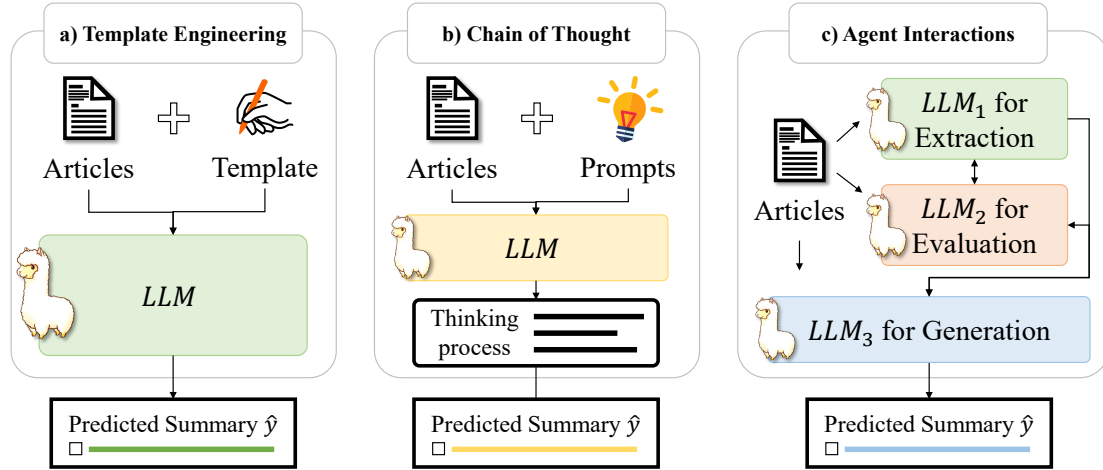 a) Template Engineering
Articles
Template
LLM
Predicted Summary ŷ
b) Chain of Thought
Articles
Prompts
LLM
Thinking
process
Predicted Summary ŷ
c) Agent Interactions
Articles
LLM₁ for
Extraction
LLM₂ for
Evaluation
LLM₃ for Generation
Predicted Summary ŷ